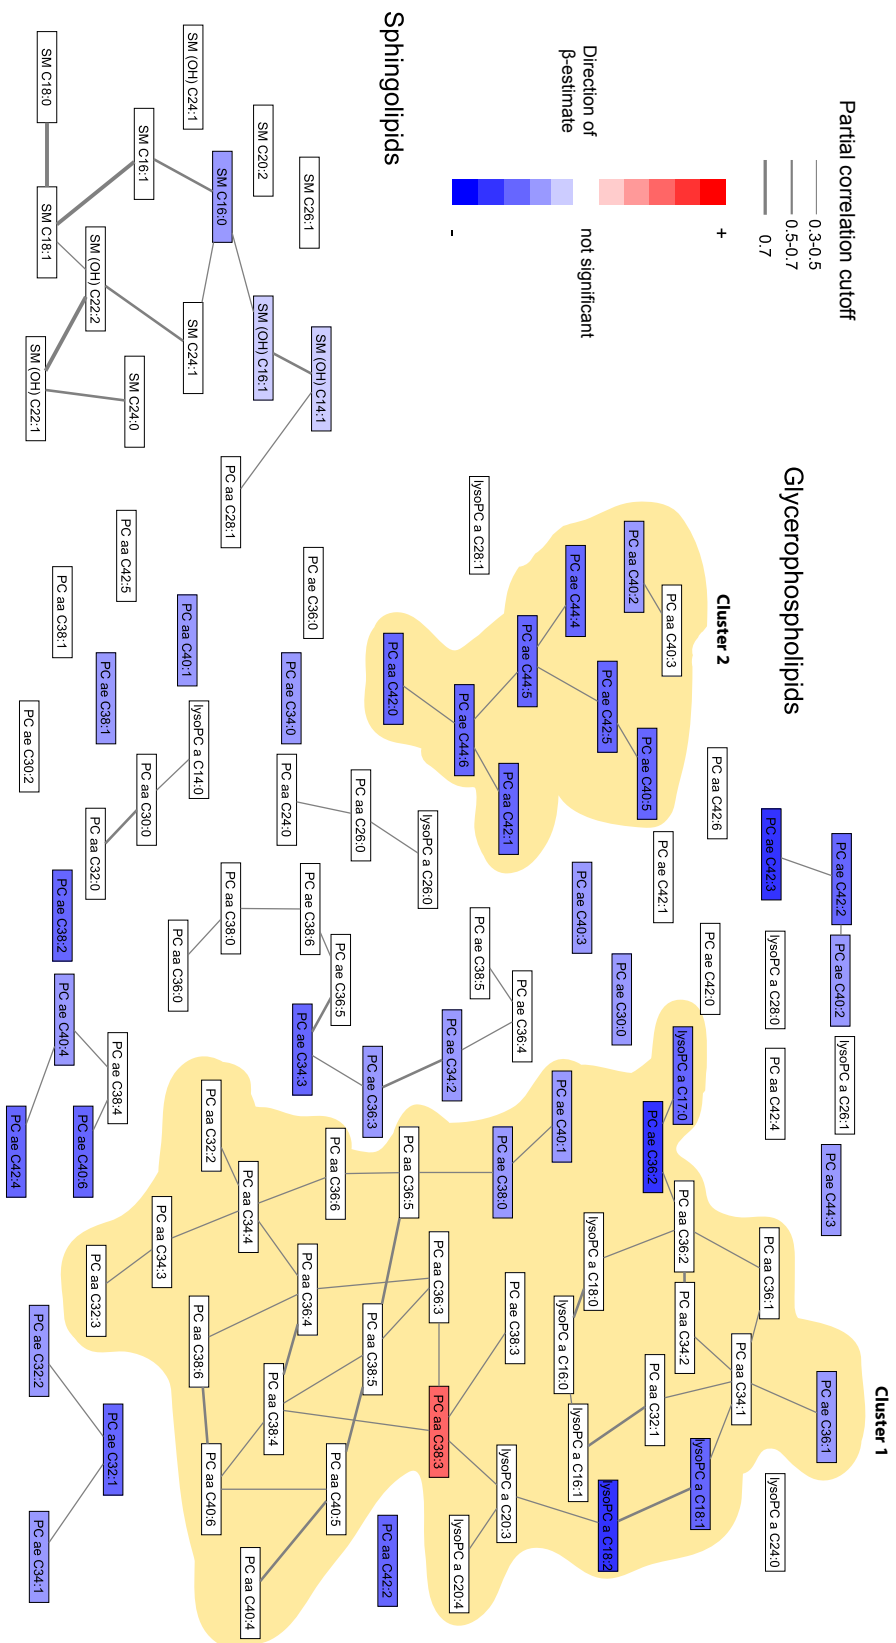 Partial correlation cutoff
0.3-0.5
0.5-0.7
0.7
Direction of
β-estimate
+
not significant
-
Sphingolipids
SM C26:1
SM C20:2
SM (OH) C24:1
SM C18:0
SM C16:1
SM C16:0
SM C18:1
SM (OH) C22:2
SM (OH) C14:1
SM (OH) C16:1
SM C24:1
SM C24:0
SM (OH) C22:1
Glycerophospholipids
Cluster 2
lysoPC a C28:1
PC aa C28:1
PC aa C40:2
PC aa C40:3
PC ae C44:4
PC ae C44:5
PC aa C42:0
PC ae C42:5
PC ae C44:6
PC ae C40:5
PC aa C42:1
PC aa C42:5
PC ae C36:0
PC aa C38:1
PC aa C40:1
PC ae C38:1
PC ae C34:0
PC ae C30:2
lysoPC a C14:0
PC aa C30:0
PC aa C32:0
PC aa C24:0
PC aa C26:0
lysoPC a C26:0
PC aa C42:6
PC ae C42:3
PC ae C42:2
PC ae C42:1
PC ae C40:3
PC ae C38:6
PC aa C38:0
PC aa C36:0
PC ae C38:2
PC ae C38:5
PC ae C36:5
PC ae C42:0
PC ae C30:0
lysoPC a C28:0
PC ae C40:2
PC ae C36:4
PC ae C34:3
PC ae C34:2
PC ae C36:3
PC ae C40:4
PC ae C38:4
PC ae C40:6
PC ae C42:4
lysoPC a C26:1
PC aa C42:4
PC ae C44:3
Cluster 1
lysoPC a C17:0
PC ae C36:2
PC ae C40:1
PC ae C38:0
PC aa C36:5
PC aa C36:6
PC aa C32:2
PC aa C34:4
PC aa C34:3
PC aa C32:3
PC aa C36:2
PC aa C36:1
lysoPC a C18:0
PC aa C34:2
PC aa C34:1
PC ae C36:1
lysoPC a C16:0
PC aa C32:1
lysoPC a C16:1
lysoPC a C18:1
lysoPC a C18:2
PC aa C36:3
PC ae C38:3
PC aa C36:4
PC aa C38:6
PC aa C38:5
PC aa C38:4
PC aa C38:3
PC aa C40:6
PC aa C40:5
PC aa C40:4
lysoPC a C20:3
lysoPC a C20:4
lysoPC a C24:0
PC aa C42:2
PC ae C32:2
PC ae C32:1
PC ae C34:1